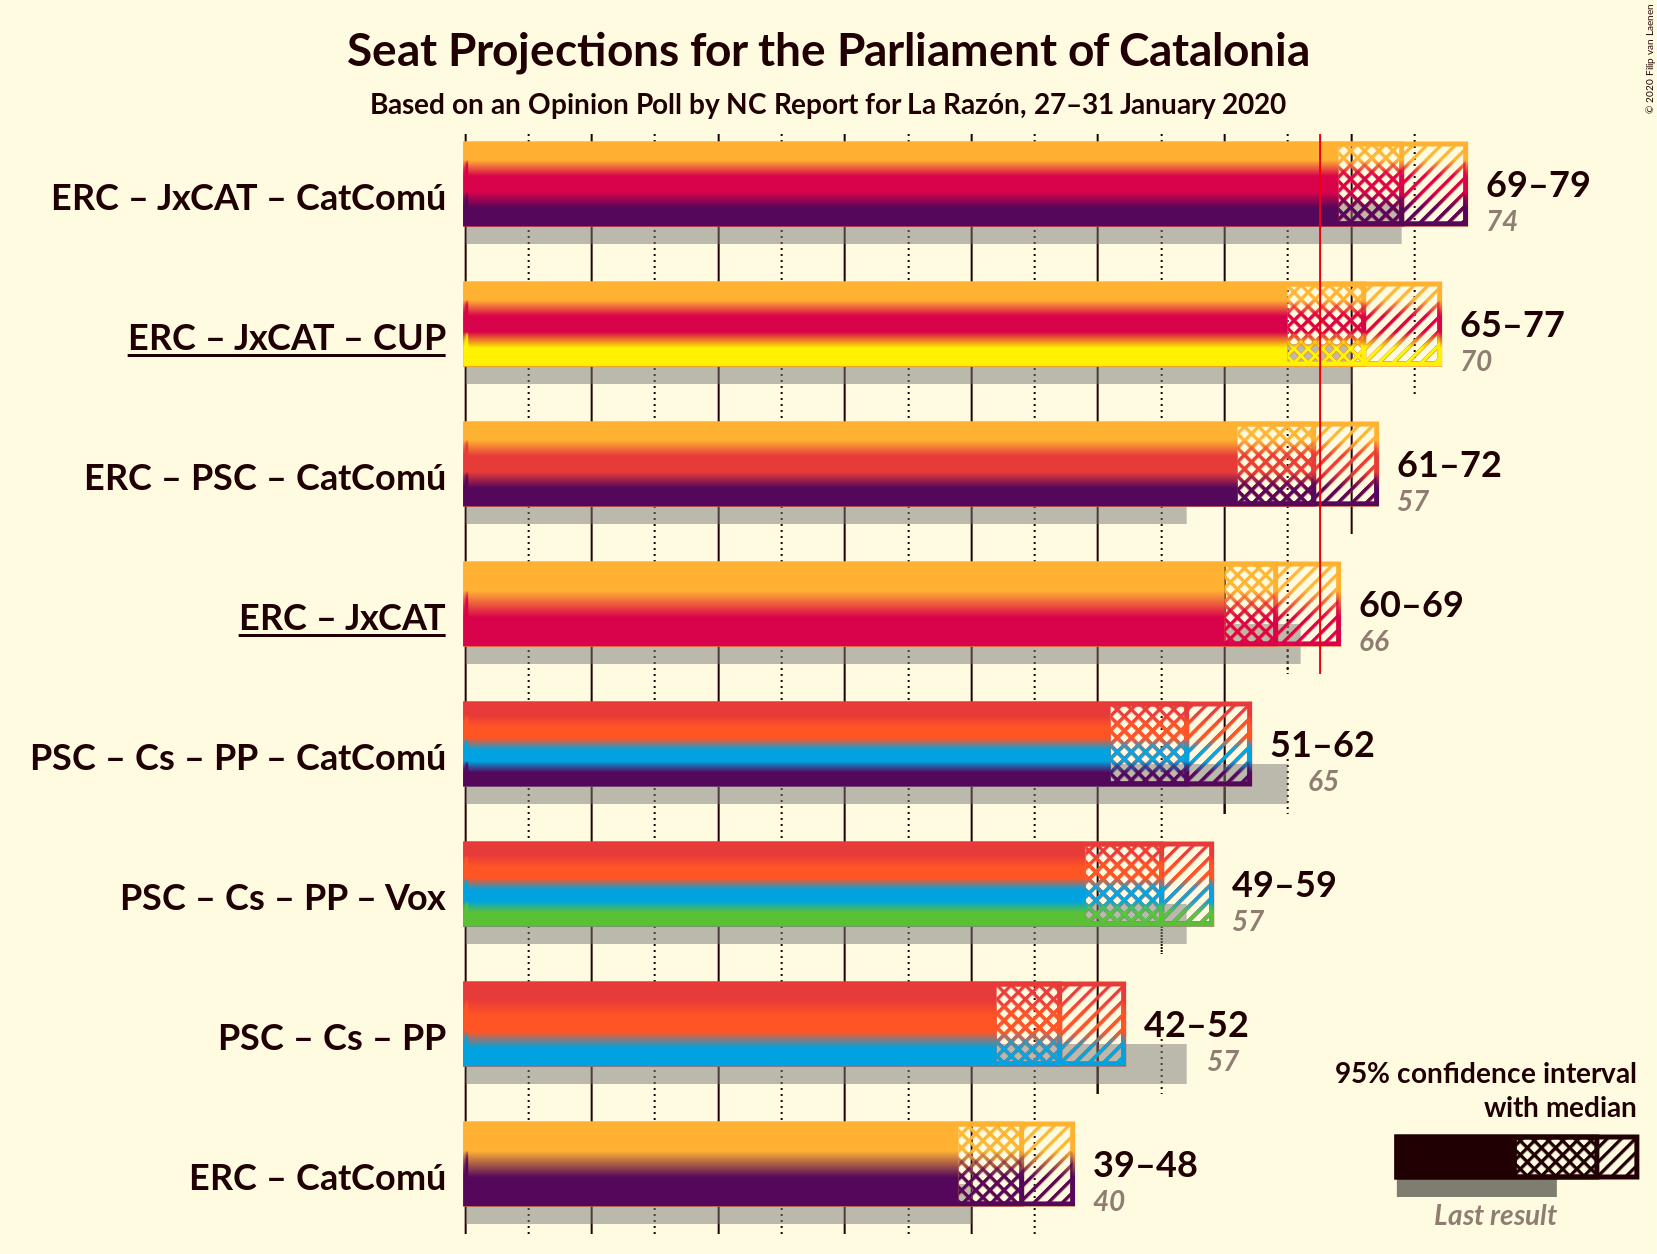 Seat Projections for the Parliament of Catalonia
Based on an Opinion Poll by NC Report for La Razón, 27–31 January 2020
© 2020 Filip van Laenen
ERC – JxCAT – CatComú
69–79
74
ERC – JxCAT – CUP
65–77
70
ERC – PSC – CatComú
61–72
57
ERC – JxCAT
60–69
66
PSC – Cs – PP – CatComú
51–62
65
PSC – Cs – PP – Vox
49–59
57
PSC – Cs – PP
42–52
57
ERC – CatComú
39–48
40
95% confidence interval
with median
Last result